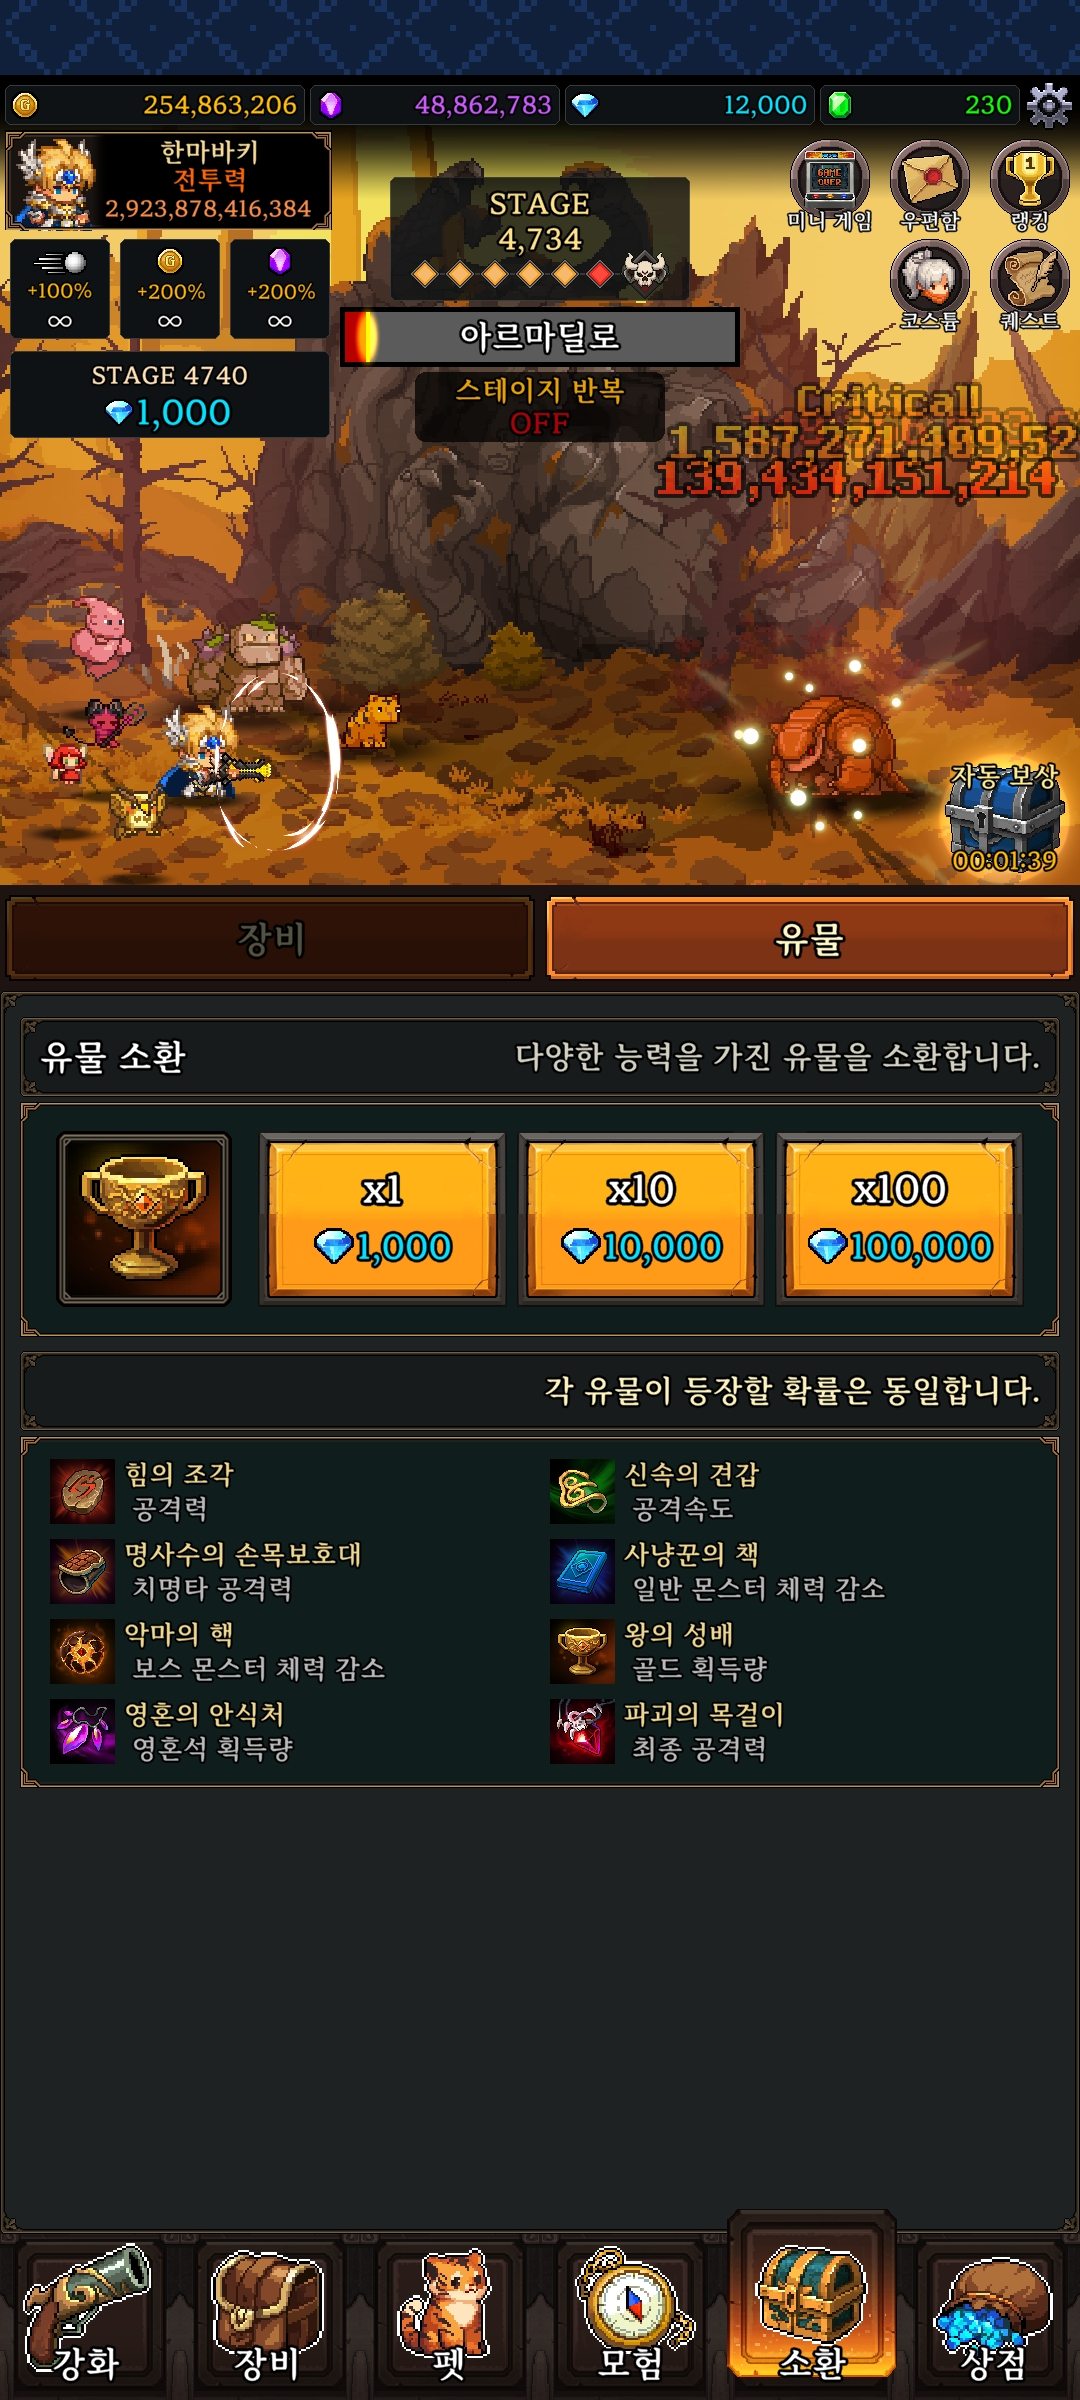 254,863,206
48,862,783
12,000
230
한마바키
전투력
2,923,878,416,384
+100%
∞
+200%
∞
+200%
∞
STAGE 4740
1,000
STAGE
4,734
아르마딜로
스테이지 반복
OFF
미니 게임
우편함
랭킹
코스튬
퀘스트
Critical!
1,587,271,409,52
139,434,151,214
자동 보상
00:01:39
장비
유물
유물 소환
다양한 능력을 가진 유물을 소환합니다.
x1
1,000
x10
10,000
x100
100,000
각 유물이 등장할 확률은 동일합니다.
힘의 조각
공격력
신속의 견갑
공격속도
명사수의 손목보호대
치명타 공격력
사냥꾼의 책
일반 몬스터 체력 감소
악마의 핵
보스 몬스터 체력 감소
왕의 성배
골드 획득량
영혼의 안식처
영혼석 획득량
파괴의 목걸이
최종 공격력
강화
장비
펫
모험
소환
상점